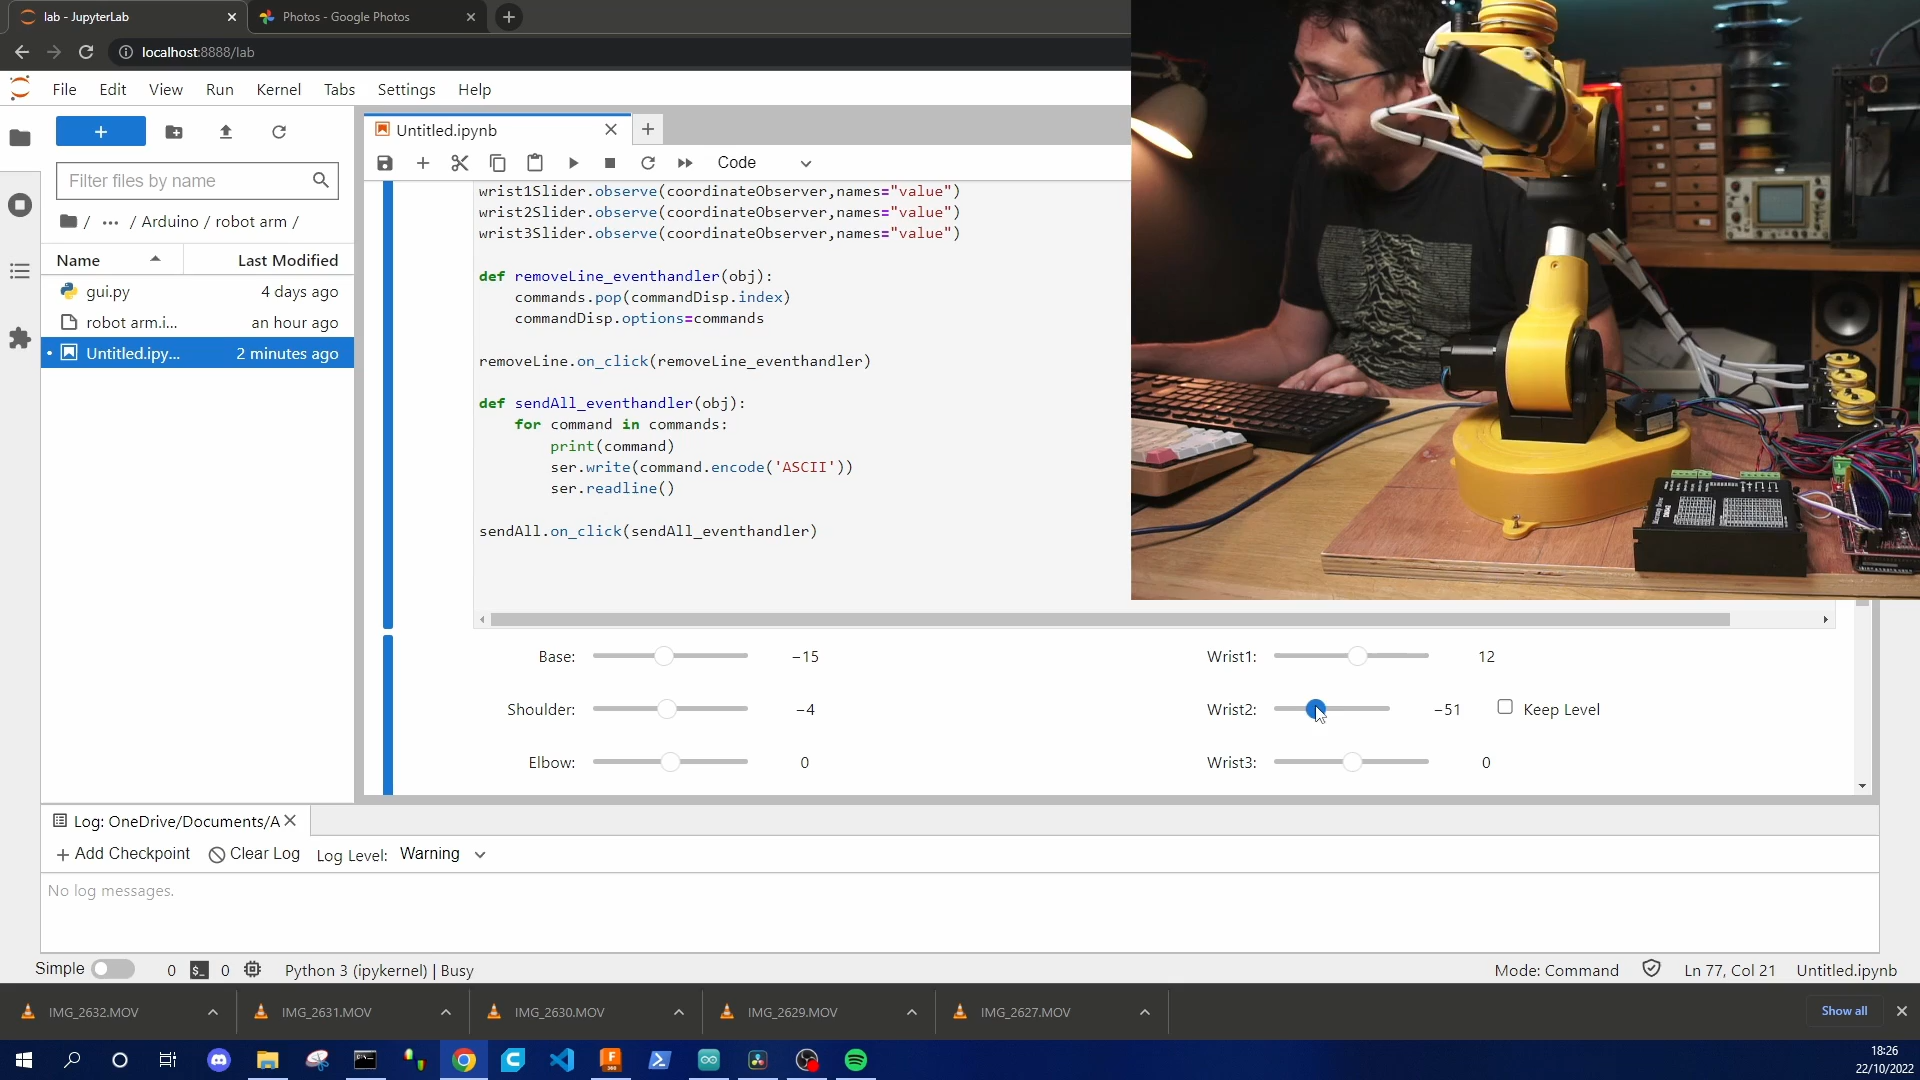 lab - JupyterLab
Photos - Google Photos
localhost:8888/lab
File Edit View Run Kernel Tabs Settings Help
Untitled.ipynb
Code
Filter files by name
/ ... / Arduino / robot arm /
Name Last Modified
gui.py 4 days ago
robot arm.i... an hour ago
Untitled.ipy... 2 minutes ago
wrist1Slider.observe(coordinateObserver,names="value")
wrist2Slider.observe(coordinateObserver,names="value")
wrist3Slider.observe(coordinateObserver,names="value")
def removeLine_eventhandler(obj):
commands.pop(commandDisp.index)
commandDisp.options=commands
removeLine.on_click(removeLine_eventhandler)
def sendAll_eventhandler(obj):
for command in commands:
print(command)
ser.write(command.encode('ASCII'))
ser.readline()
sendAll.on_click(sendAll_eventhandler)
Base: −15
Wrist1: 12
Shoulder: −4
Wrist2: −51 Keep Level
Elbow: 0
Wrist3: 0
Log: OneDrive/Documents/A
Add Checkpoint Clear Log Log Level: Warning
No log messages.
Simple 0 $_ 0 Python 3 (ipykernel) | Busy Mode: Command Ln 77, Col 21 Untitled.ipynb
IMG_2632.MOV IMG_2631.MOV IMG_2630.MOV IMG_2629.MOV IMG_2627.MOV Show all
18:26
22/10/2022